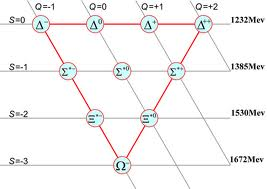 Q=-1 Q=0 Q=+1 Q=+2
S=0 Δ⁻ Δ⁰ Δ⁺ Δ⁺⁺ 1232Mev
S=-1 Σ*⁻ Σ*⁰ Σ*⁺ 1385Mev
S=-2 Ξ*⁻ Ξ*⁰ 1530Mev
S=-3 Ω⁻ 1672Mev